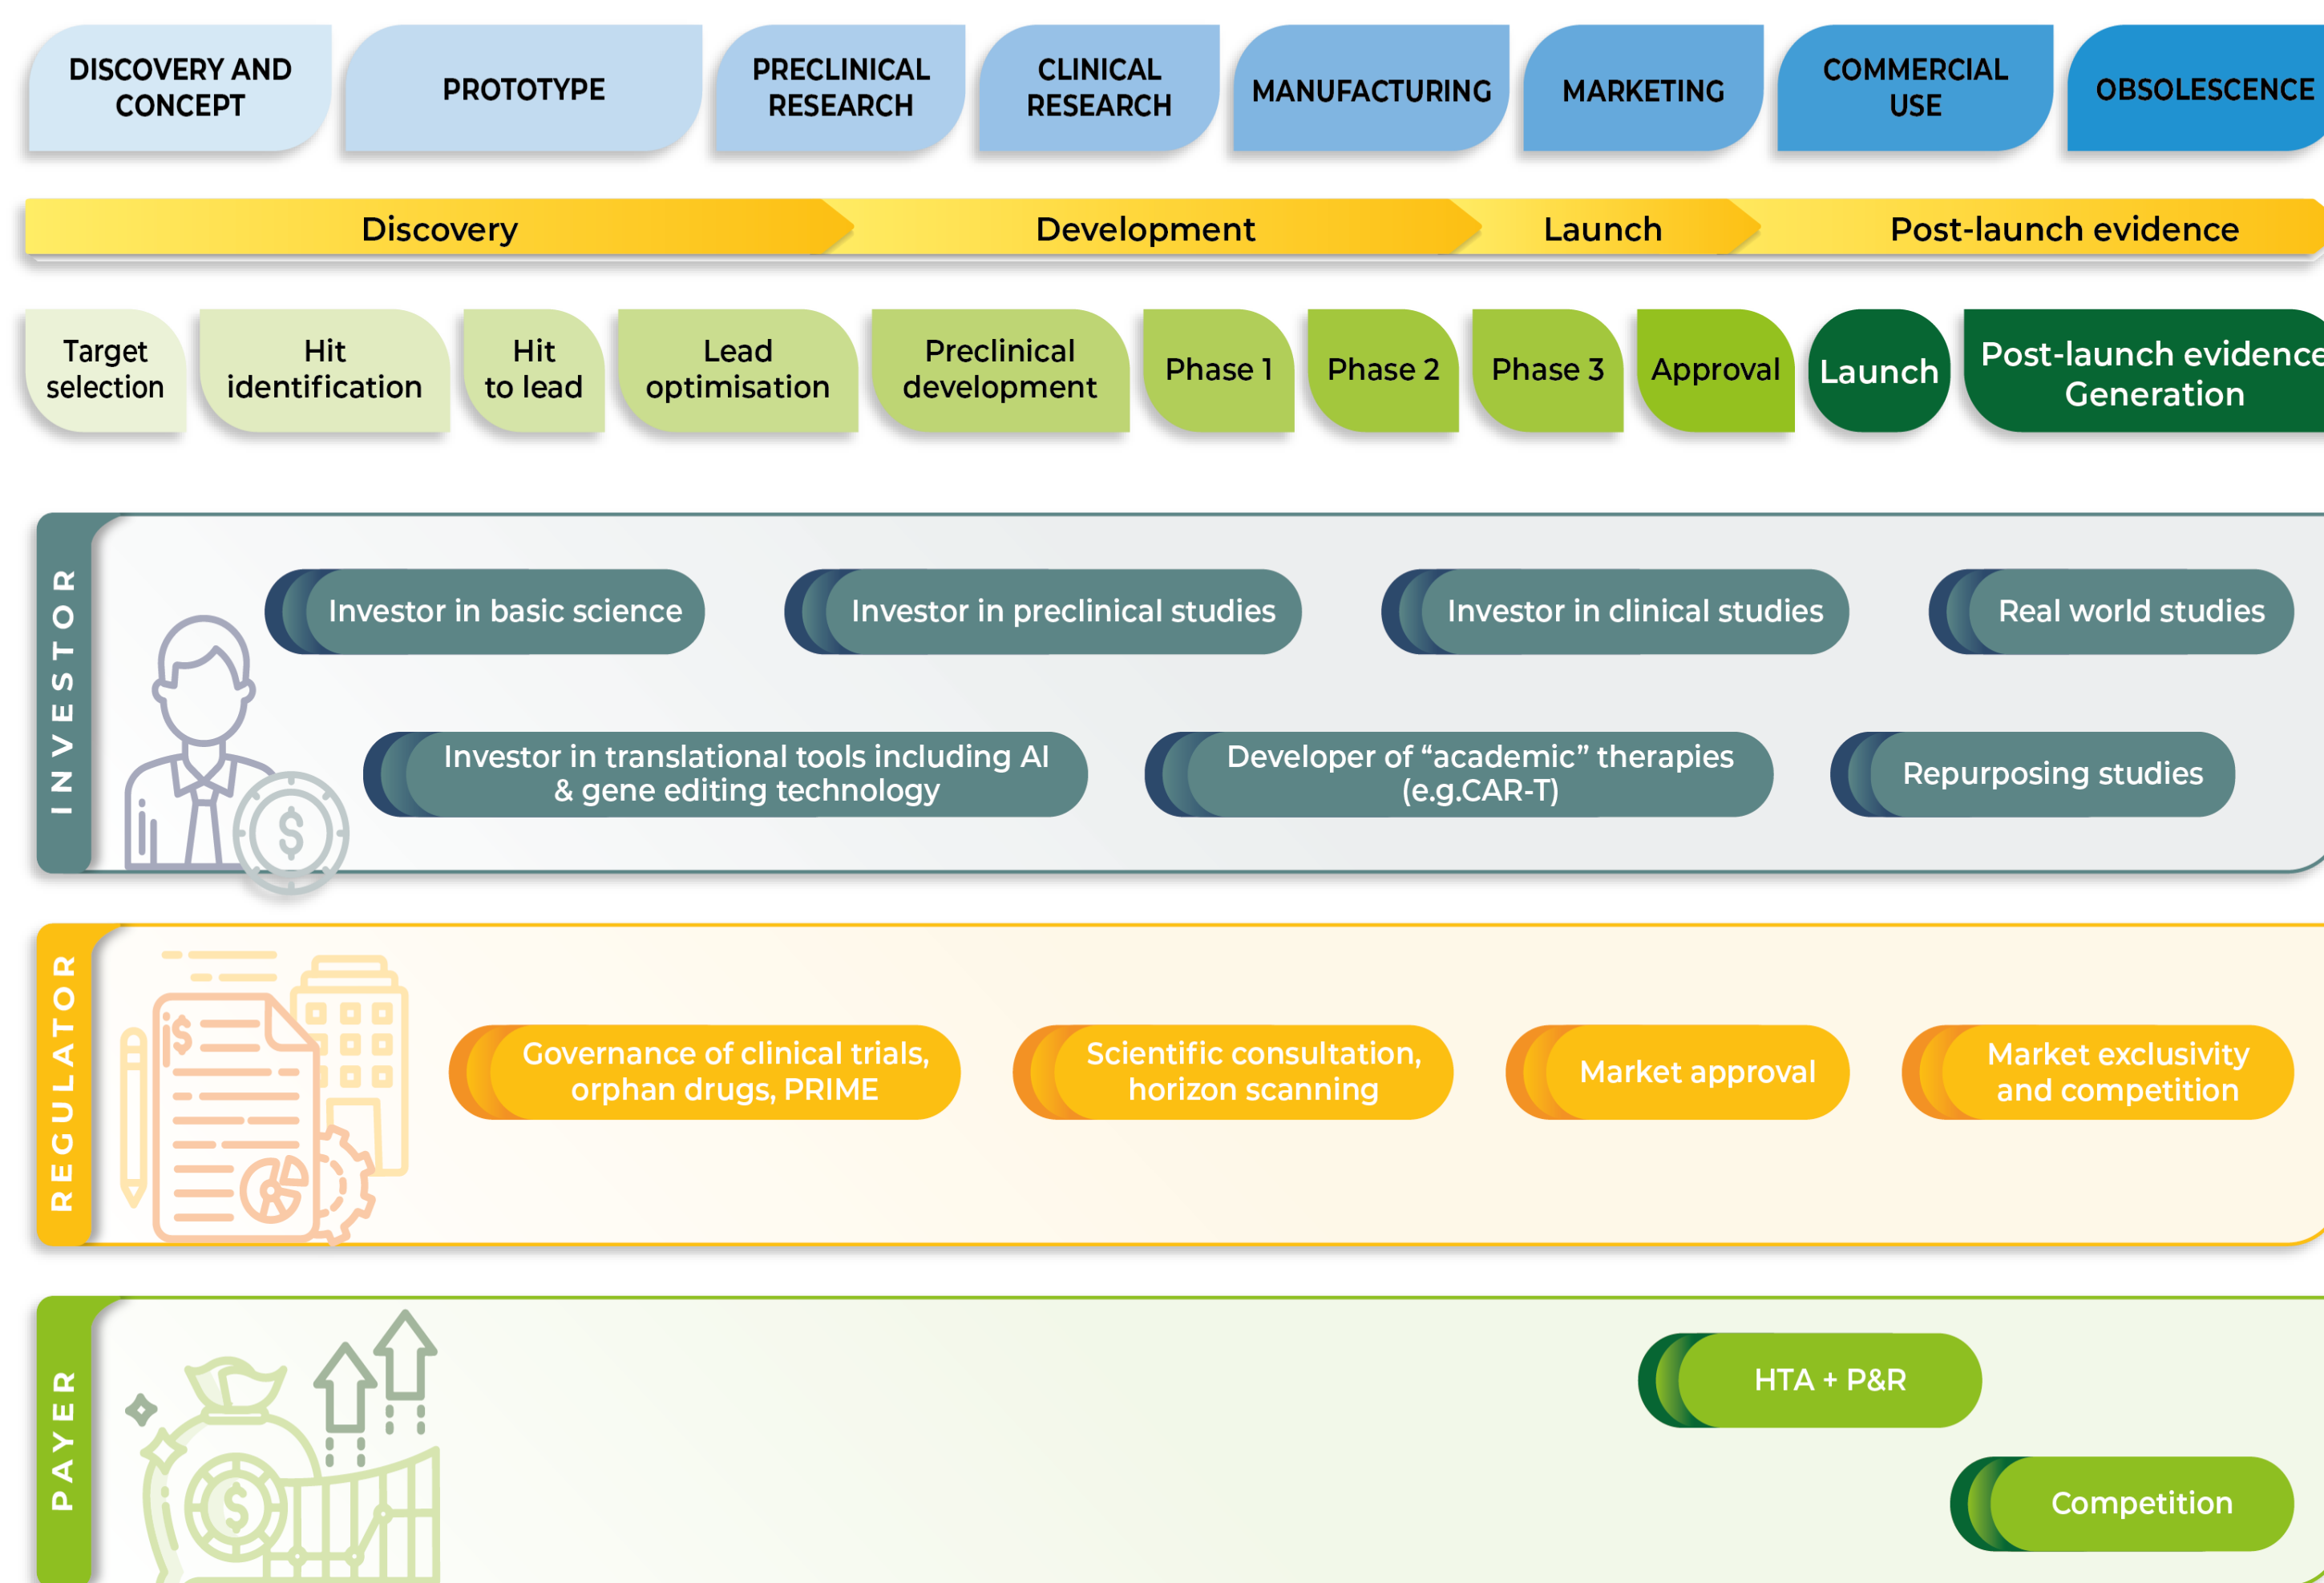 DISCOVERY AND
CONCEPT
PROTOTYPE
PRECLINICAL
RESEARCH
CLINICAL
RESEARCH
MANUFACTURING
MARKETING
COMMERCIAL
USE
OBSOLESCENCE
Discovery
Development
Launch
Post-launch evidence
Target
selection
Hit
identification
Hit
to lead
Lead
optimisation
Preclinical
development
Phase 1
Phase 2
Phase 3
Approval
Launch
Post-launch evidence
Generation
INVESTOR
Investor in basic science
Investor in preclinical studies
Investor in clinical studies
Real world studies
Investor in translational tools including AI
& gene editing technology
Developer of “academic” therapies
(e.g.CAR-T)
Repurposing studies
REGULATOR
Governance of clinical trials,
orphan drugs, PRIME
Scientific consultation,
horizon scanning
Market approval
Market exclusivity
and competition
PAYER
HTA + P&R
Competition
$
$
$